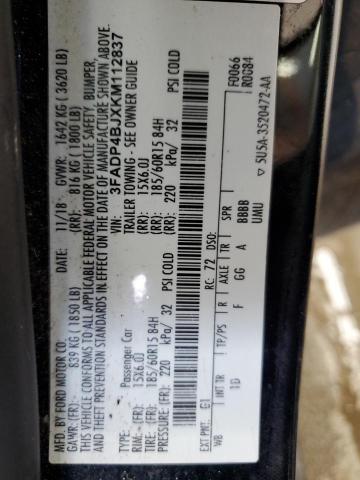 MFD. BY FORD MOTOR CO.
DATE: 11/18 GVWR: 1642 KG ( 3620 LB)
GAWR:(FR): 839 KG ( 1850 LB) (RR): 816 KG ( 1800 LB)
THIS VEHICLE CONFORMS TO ALL APPLICABLE FEDERAL MOTOR VEHICLE SAFETY, BUMPER,
AND THEFT PREVENTION STANDARDS IN EFFECT ON THE DATE OF MANUFACTURE SHOWN ABOVE.
VIN: 3FADP4BJXKM112837
TYPE: Passenger Car TRAILER TOWING - SEE OWNER GUIDE
RIM: (FR): 15X6.0J (RR): 15X6.0J
TIRE: (FR): 185/60R15 84H (RR): 185/60R15 84H
PRESSURE: (FR): 220 kPa/ 32 PSI COLD (RR): 220 kPa/ 32 PSI COLD
EXT PNT: G1 RC: 72 DSO: F0066
R0G84
WB INT TR TP/PS R AXLE TR SPR
1D F GG A BBBB
UMU
▽ 5U5A-3520472-AA